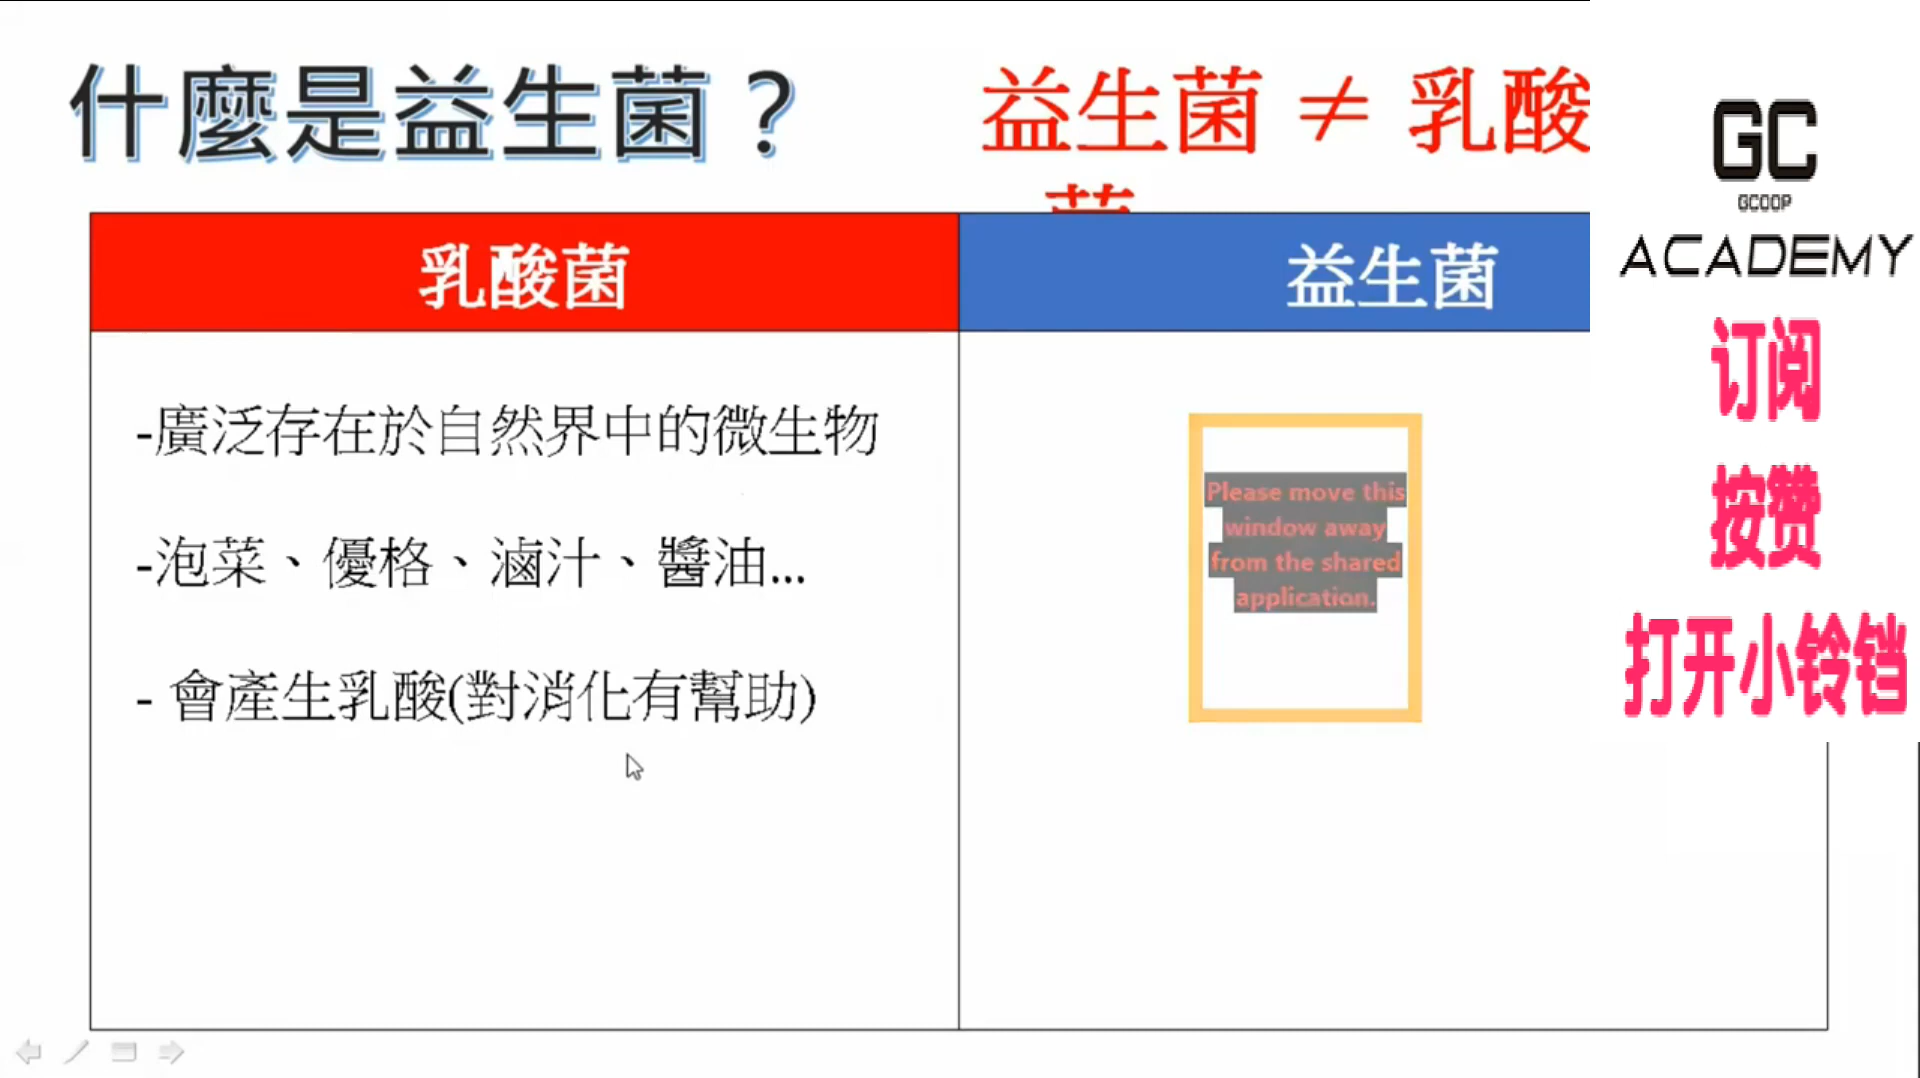 什麼是益生菌？
益生菌 ≠ 乳酸
菌
乳酸菌
益生菌
-廣泛存在於自然界中的微生物
-泡菜、優格、滷汁、醬油...
- 會產生乳酸(對消化有幫助)
Please move this
window away
from the shared
application.
GC
GCOOP
ACADEMY
订阅
按赞
打开小铃铛